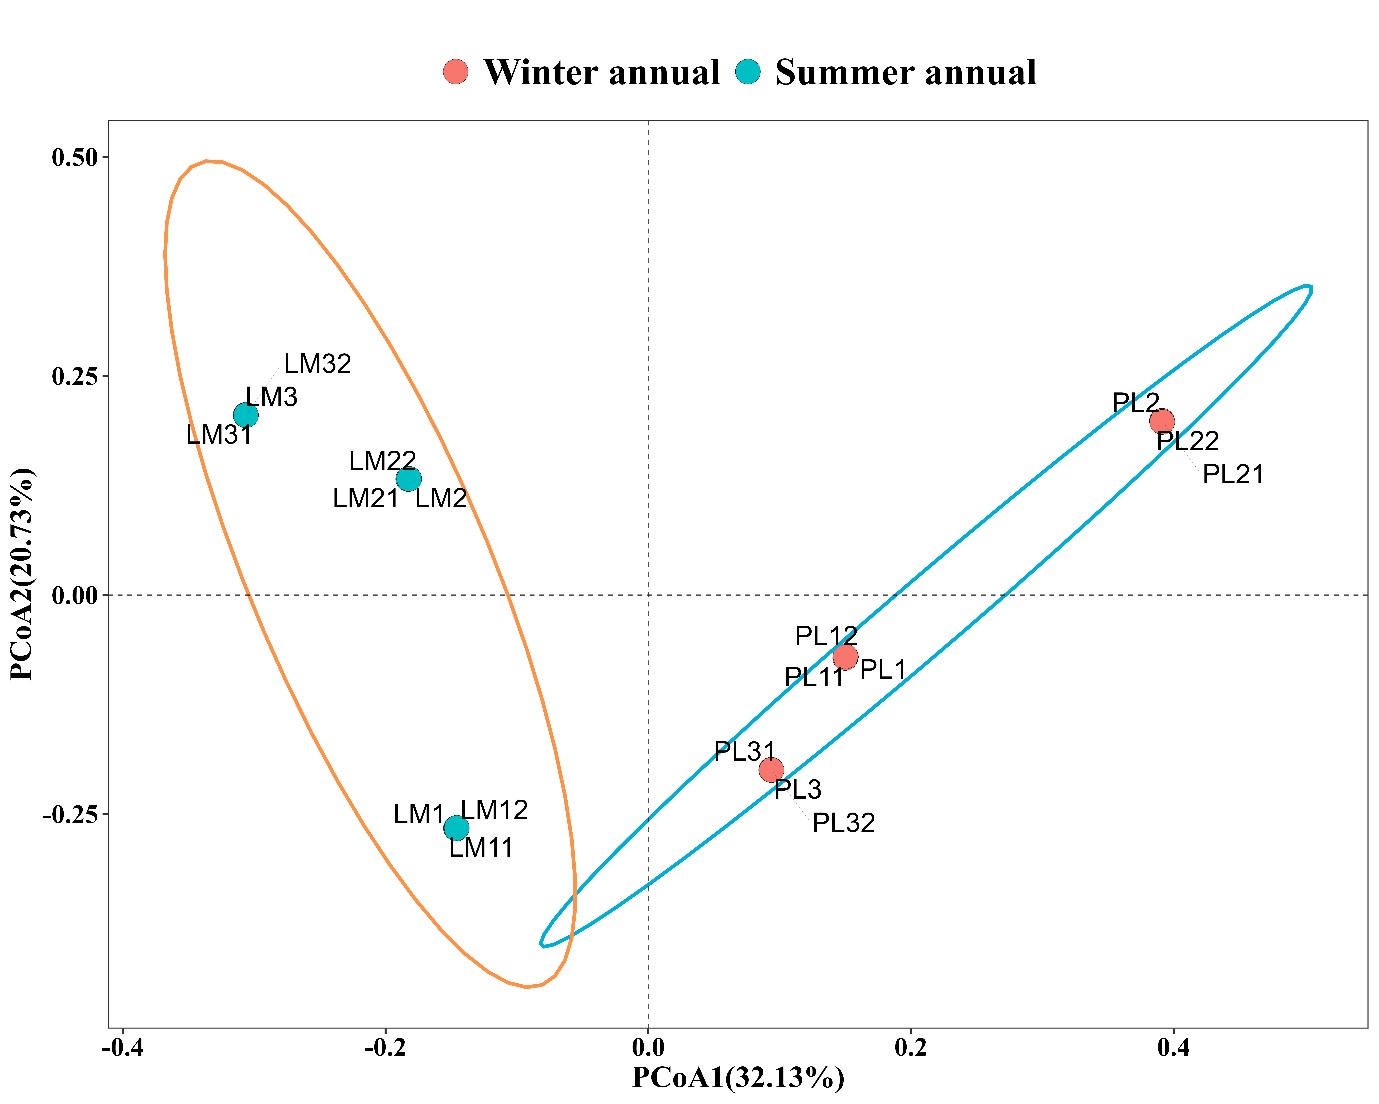 Winter annual Summer annual
0.50
0.25
0.00
-0.25
PCoA2(20.73%)
LM32
LM3
LM31
LM22
LM21 LM2
LM1 LM12
LM11
PL2
PL22
PL21
PL12
PL11 PL1
PL31
PL3
PL32
-0.4 -0.2 0.0 0.2 0.4
PCoA1(32.13%)